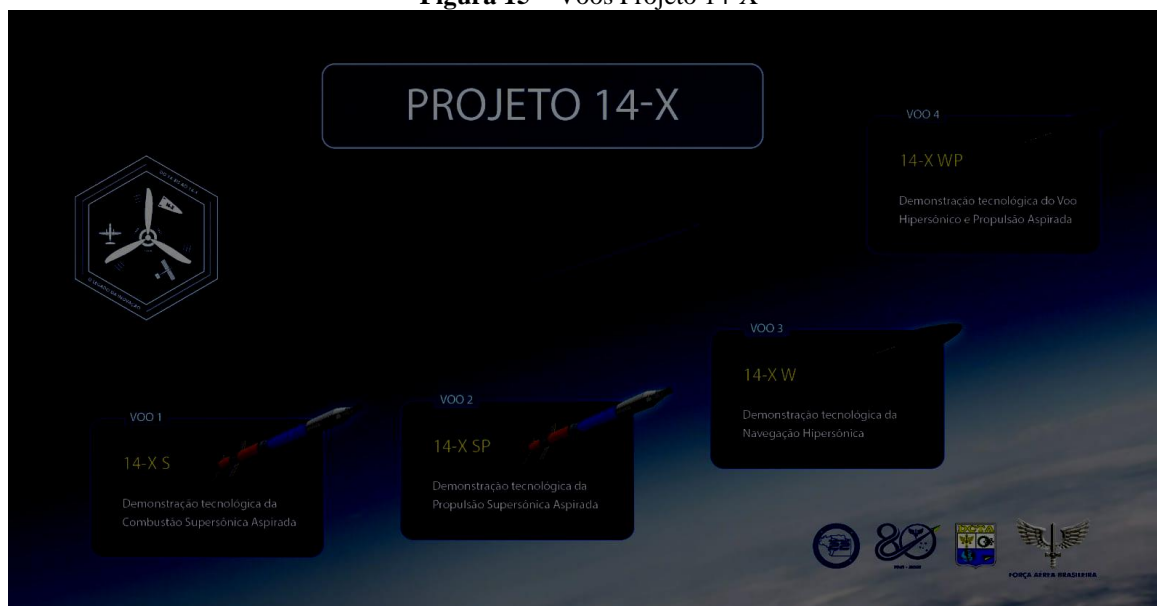 Figura 15 – Voos Projeto 14-X
PROJETO 14-X
VOO 4
14-X WP
Demonstração tecnológica do Voo
Hipersônico e Propulsão Aspirada
VOO 3
14-X W
Demonstração tecnológica da
Navegação Hipersônica
VOO 2
14-X SP
Demonstração tecnológica da
Propulsão Supersônica Aspirada
VOO 1
14-X S
Demonstração tecnológica da
Combustão Supersônica Aspirada
80
FORÇA AÉREA BRASILEIRA